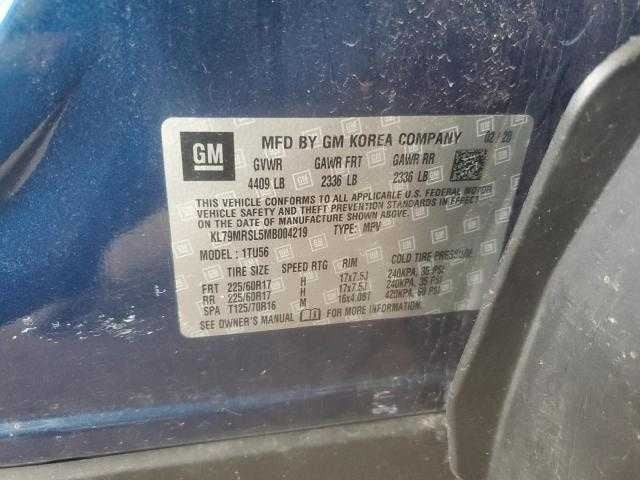 GM MFD BY GM KOREA COMPANY 02/20
GVWR GAWR FRT GAWR RR
4409 LB 2336 LB 2336 LB
THIS VEHICLE CONFORMS TO ALL APPLICABLE U.S. FEDERAL MOTOR
VEHICLE SAFETY, BUMPER, AND THEFT PREVENTION STANDARDS
IN EFFECT ON THE DATE OF MANUFACTURE SHOWN ABOVE.
KL79MRSL5MB004219 TYPE: MPV
MODEL : 1TU56
TIRE SIZE SPEED RTG RIM COLD TIRE PRESSURE
FRT 225/60R17 H 17x7.5J 240KPA, 35 PSI
RR 225/60R17 H 17x7.5J 240KPA, 35 PSI
SPA T125/70R16 M 16x4.0BT 420KPA, 60 PSI
SEE OWNER'S MANUAL FOR MORE INFORMATION.